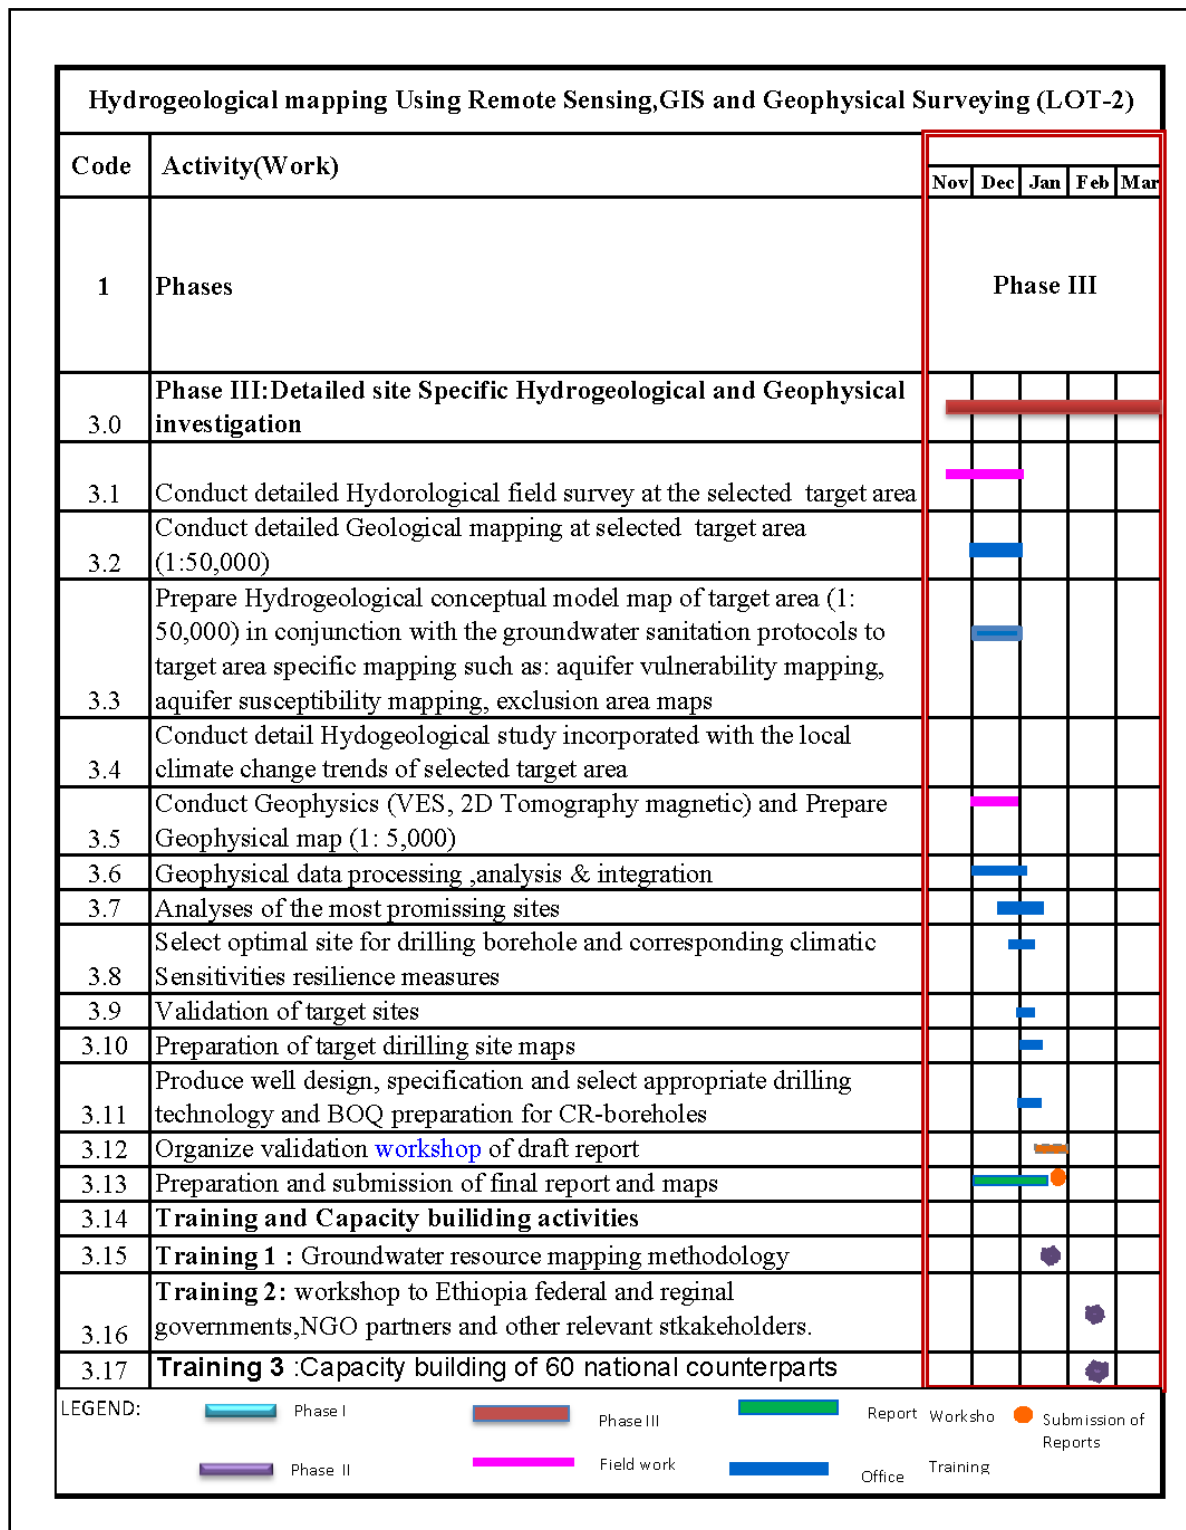 Hydrogeological mapping Using Remote Sensing,GIS and Geophysical Surveying (LOT-2)
Code Activity(Work)
Nov Dec Jan Feb Mar
1 Phases Phase III
Phase III:Detailed site Specific Hydrogeological and Geophysical
3.0 investigation
3.1 Conduct detailed Hydorological field survey at the selected target area
Conduct detailed Geological mapping at selected target area
3.2 (1:50,000)
Prepare Hydrogeological conceptual model map of target area (1:
50,000) in conjunction with the groundwater sanitation protocols to
target area specific mapping such as: aquifer vulnerability mapping,
3.3 aquifer susceptibility mapping, exclusion area maps
Conduct detail Hydogeological study incorporated with the local
3.4 climate change trends of selected target area
Conduct Geophysics (VES, 2D Tomography magnetic) and Prepare
3.5 Geophysical map (1: 5,000)
3.6 Geophysical data processing ,analysis & integration
3.7 Analyses of the most promissing sites
Select optimal site for drilling borehole and corresponding climatic
3.8 Sensitivities resilience measures
3.9 Validation of target sites
3.10 Preparation of target dirilling site maps
Produce well design, specification and select appropriate drilling
3.11 technology and BOQ preparation for CR-boreholes
3.12 Organize validation workshop of draft report
3.13 Preparation and submission of final report and maps
3.14 Training and Capacity builiding activities
3.15 Training 1 : Groundwater resource mapping methodology
Training 2: workshop to Ethiopia federal and reginal
3.16 governments,NGO partners and other relevant stkakeholders.
3.17 Training 3 :Capacity building of 60 national counterparts
LEGEND: Phase I Phase III Report Worksho Submission of
Reports
Phase II Field work Office Training